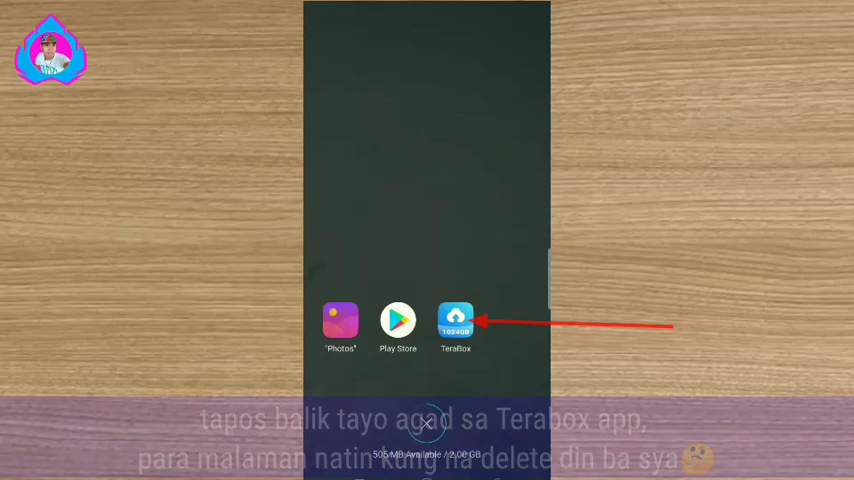 1024GB
"Photos"
Play Store
TeraBox
tapos balik tayo agad sa Terabox app,
505 MB Available / 2.00 GB
para malaman natin kung na delete din ba sya🤔